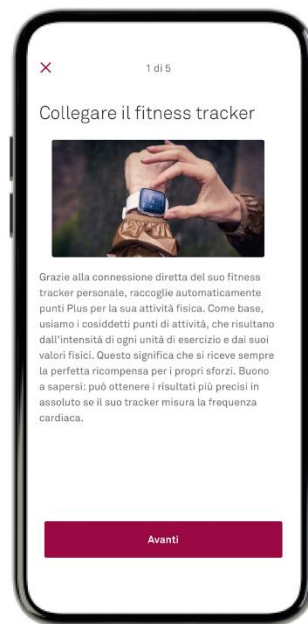 1 di 5
Collegare il fitness tracker
Grazie alla connessione diretta del suo fitness
tracker personale, raccoglie automaticamente
punti Plus per la sua attività fisica. Come base,
usiamo i cosiddetti punti di attività, che risultano
dall'intensità di ogni unità di esercizio e dai suoi
valori fisici. Questo significa che si riceve sempre
la perfetta ricompensa per i propri sforzi. Buono
a sapersi: può ottenere i risultati più precisi in
assoluto se il suo tracker misura la frequenza
cardiaca.
Avanti